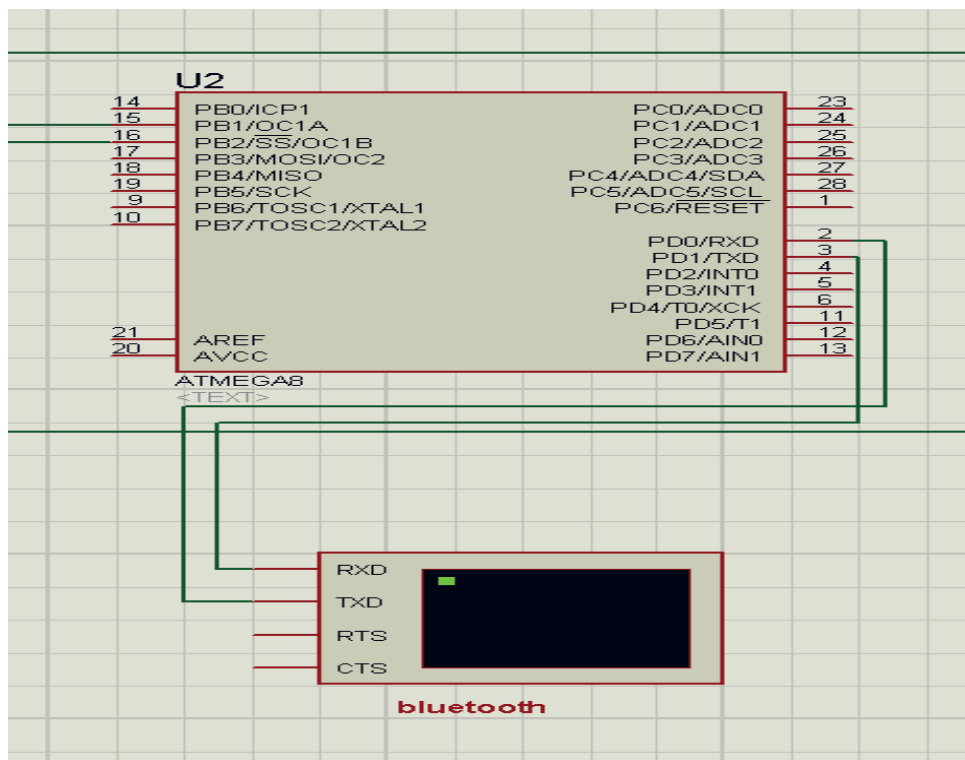 U2
14 PB0/ICP1 PC0/ADC0 23
15 PB1/OC1A PC1/ADC1 24
16 PB2/SS/OC1B PC2/ADC2 25
17 PB3/MOSI/OC2 PC3/ADC3 26
18 PB4/MISO PC4/ADC4/SDA 27
19 PB5/SCK PC5/ADC5/SCL 28
9 PB6/TOSC1/XTAL1 PC6/RESET 1
10 PB7/TOSC2/XTAL2
PD0/RXD 2
PD1/TXD 3
PD2/INT0 4
PD3/INT1 5
PD4/T0/XCK 6
PD5/T1 11
21 AREF PD6/AIN0 12
20 AVCC PD7/AIN1 13
ATMEGA8
<TEXT>
RXD
TXD
RTS
CTS
bluetooth